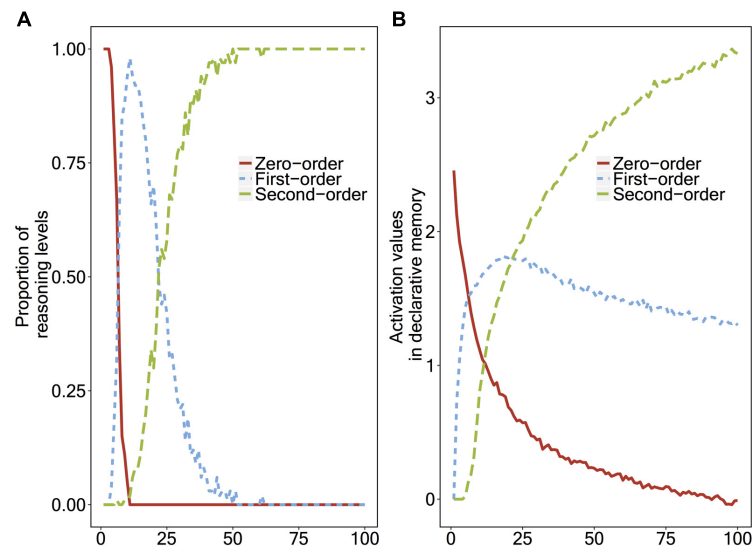 A
Proportion of
reasoning levels
1.00
0.75
0.50
0.25
0.00
0
25
50
75
100
Zero−order
First−order
Second−order
B
Activation values
in declarative memory
3
2
1
0
0
25
50
75
100
Zero−order
First−order
Second−order